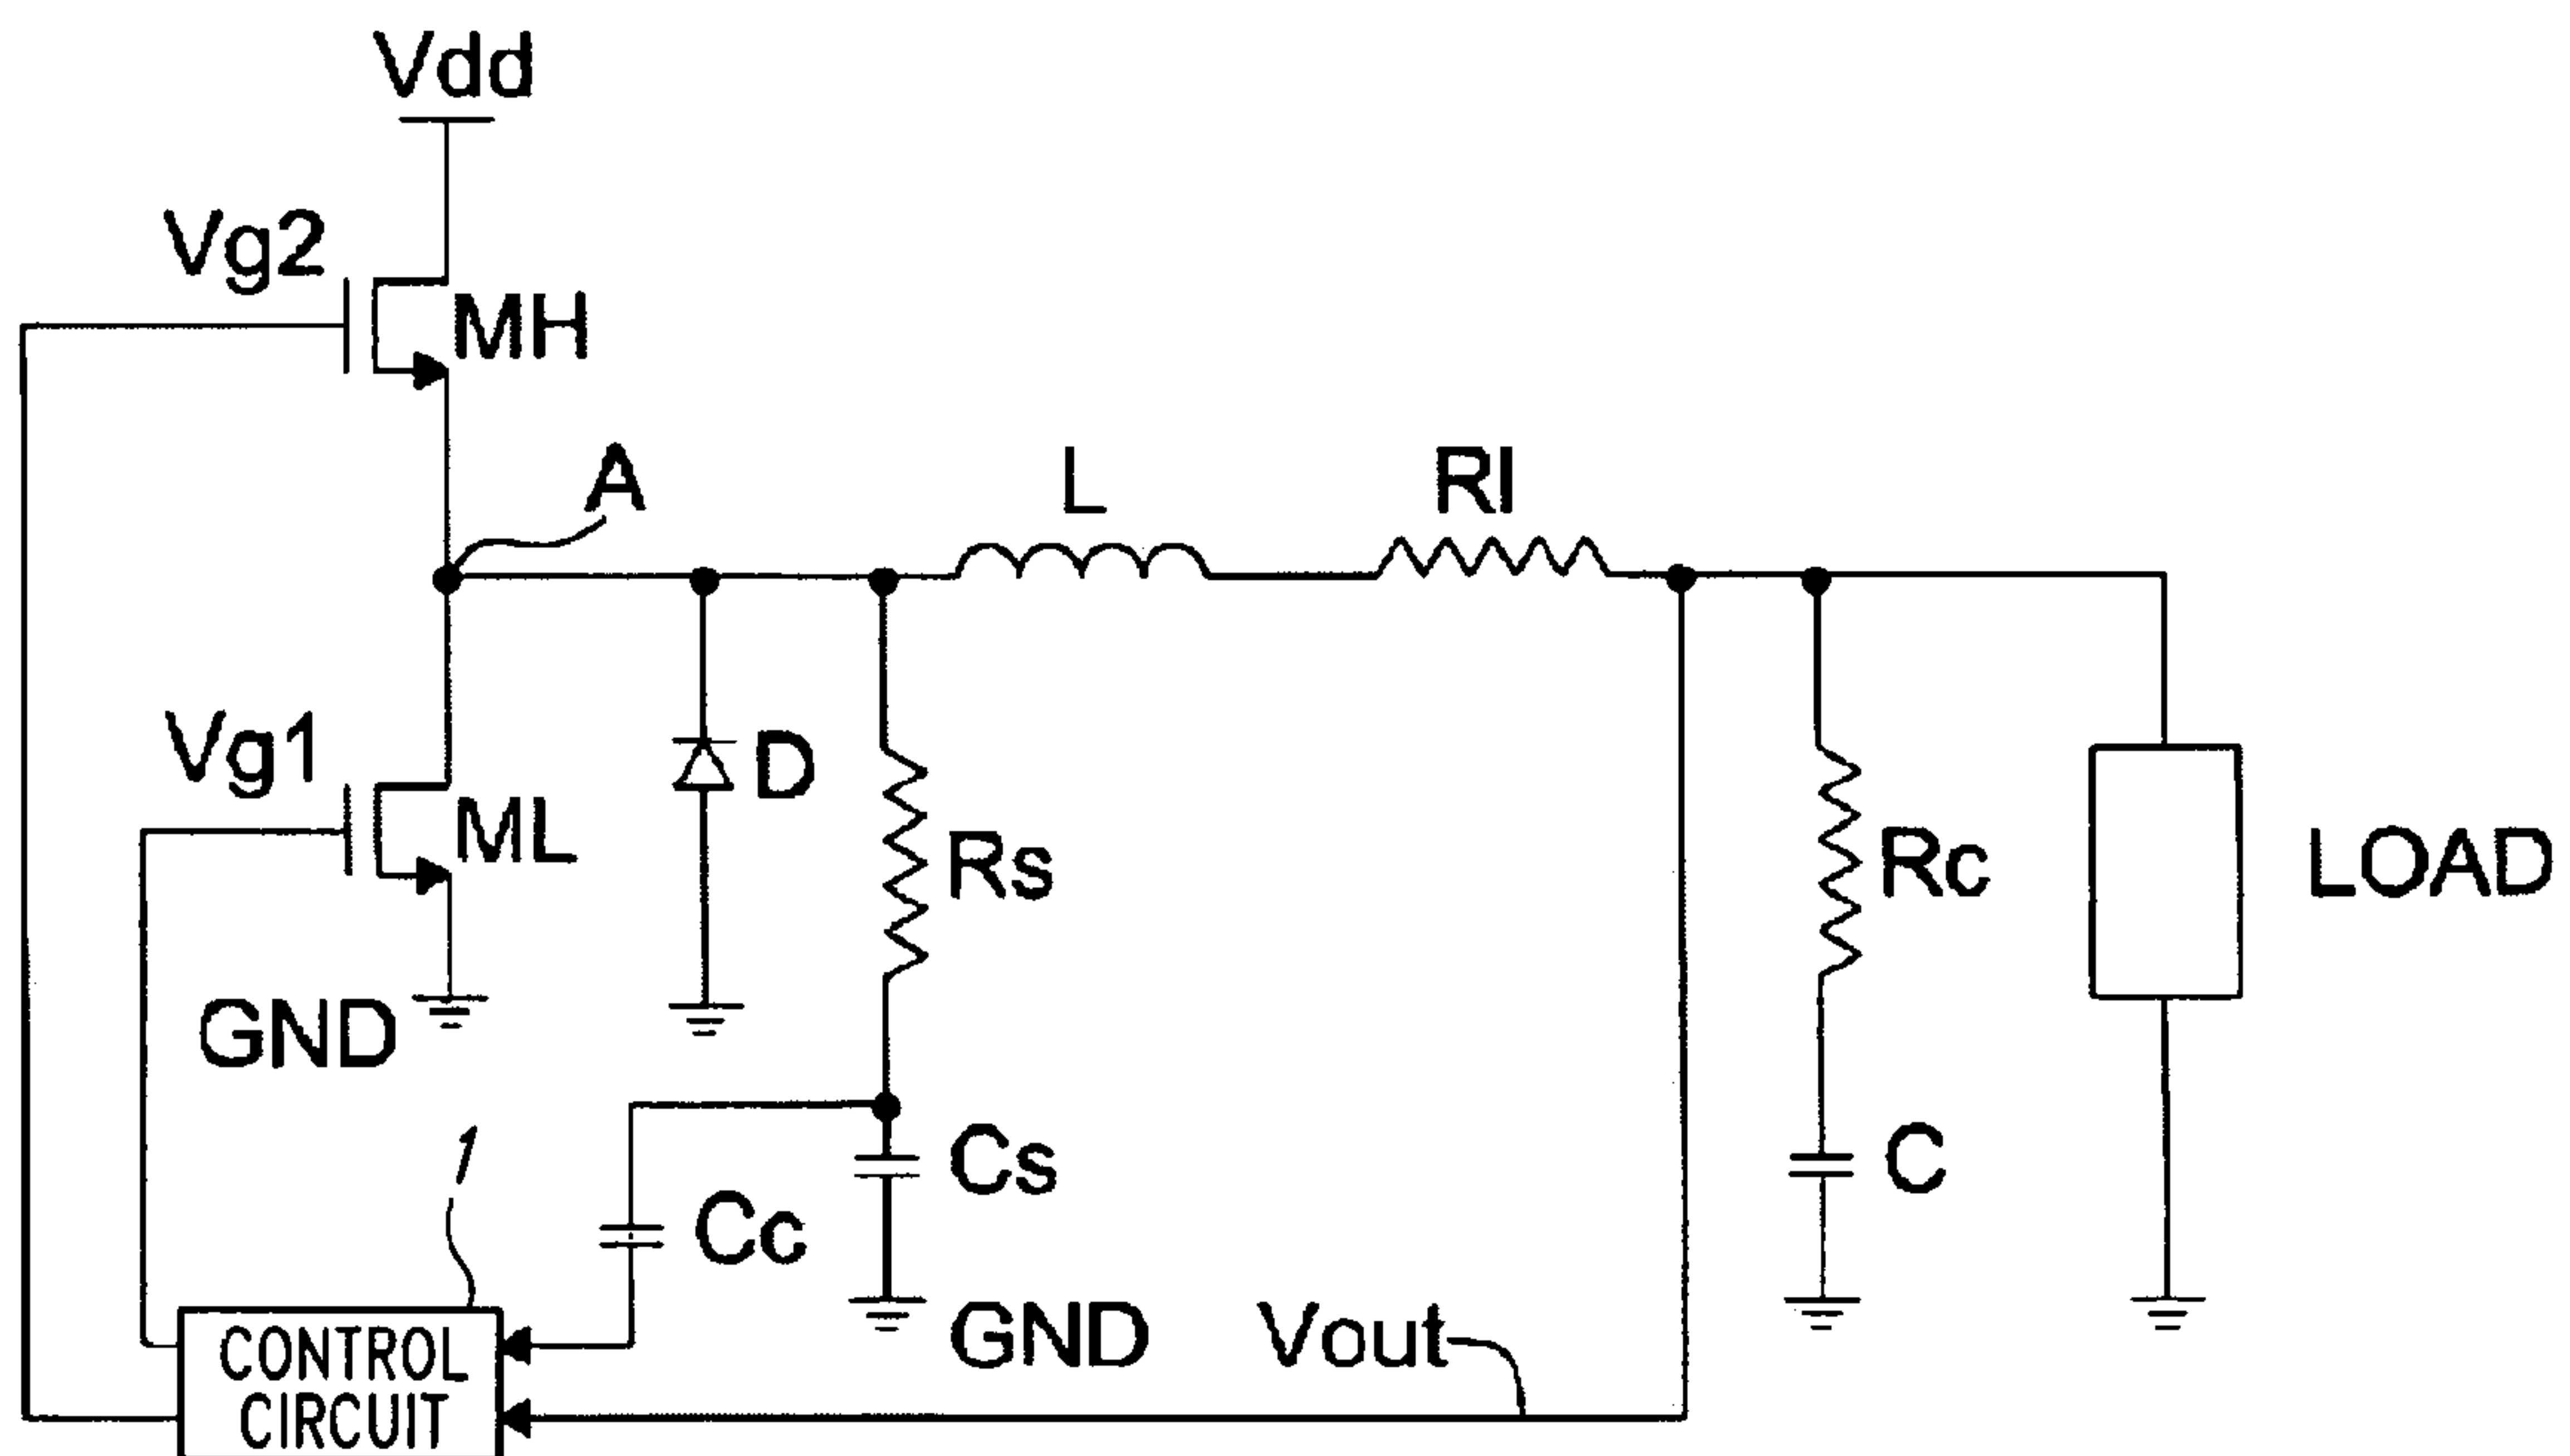 Vdd
Vg2
MH
A
L
Rl
Vg1
ML
D
Rs
Rc
LOAD
GND
1
Cc
Cs
C
GND
Vout
CONTROL
CIRCUIT